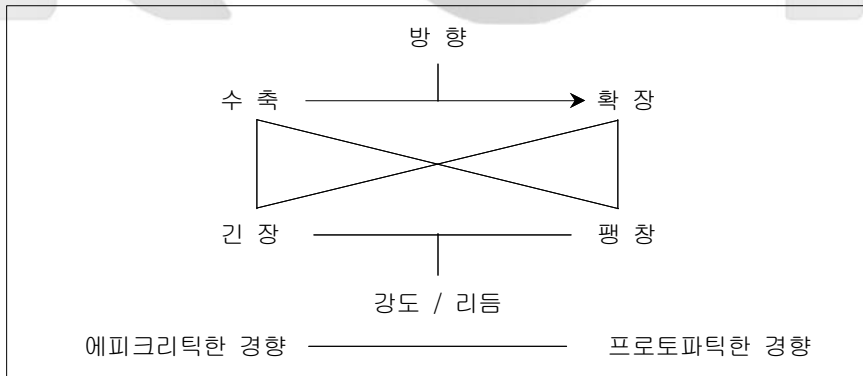 방 향
수 축 확 장
긴 장 팽 창
강도 / 리듬
에피크리틱한 경향 프로토파틱한 경향